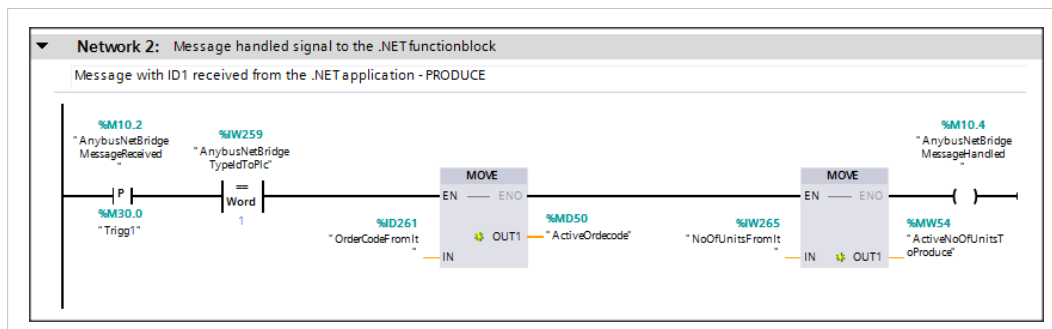 Network 2: Message handled signal to the .NET functionblock
Message with ID1 received from the .NET application - PRODUCE
%M10.2
"AnybusNetBridge
MessageReceived
"
P
%M30.0
"Trigg1"
%IW259
"AnybusNetBridge
TypeIdToPlc"
==
Word
1
MOVE
EN
ENO
%ID261
"OrderCodeFromIt
"
IN
OUT1
%MD50
"ActiveOrdecode"
MOVE
EN
ENO
%IW265
"NoOfUnitsFromIt
"
IN
OUT1
%MW54
"ActiveNoOfUnitsT
oProduce"
%M10.4
"AnybusNetBridge
MessageHandled
"